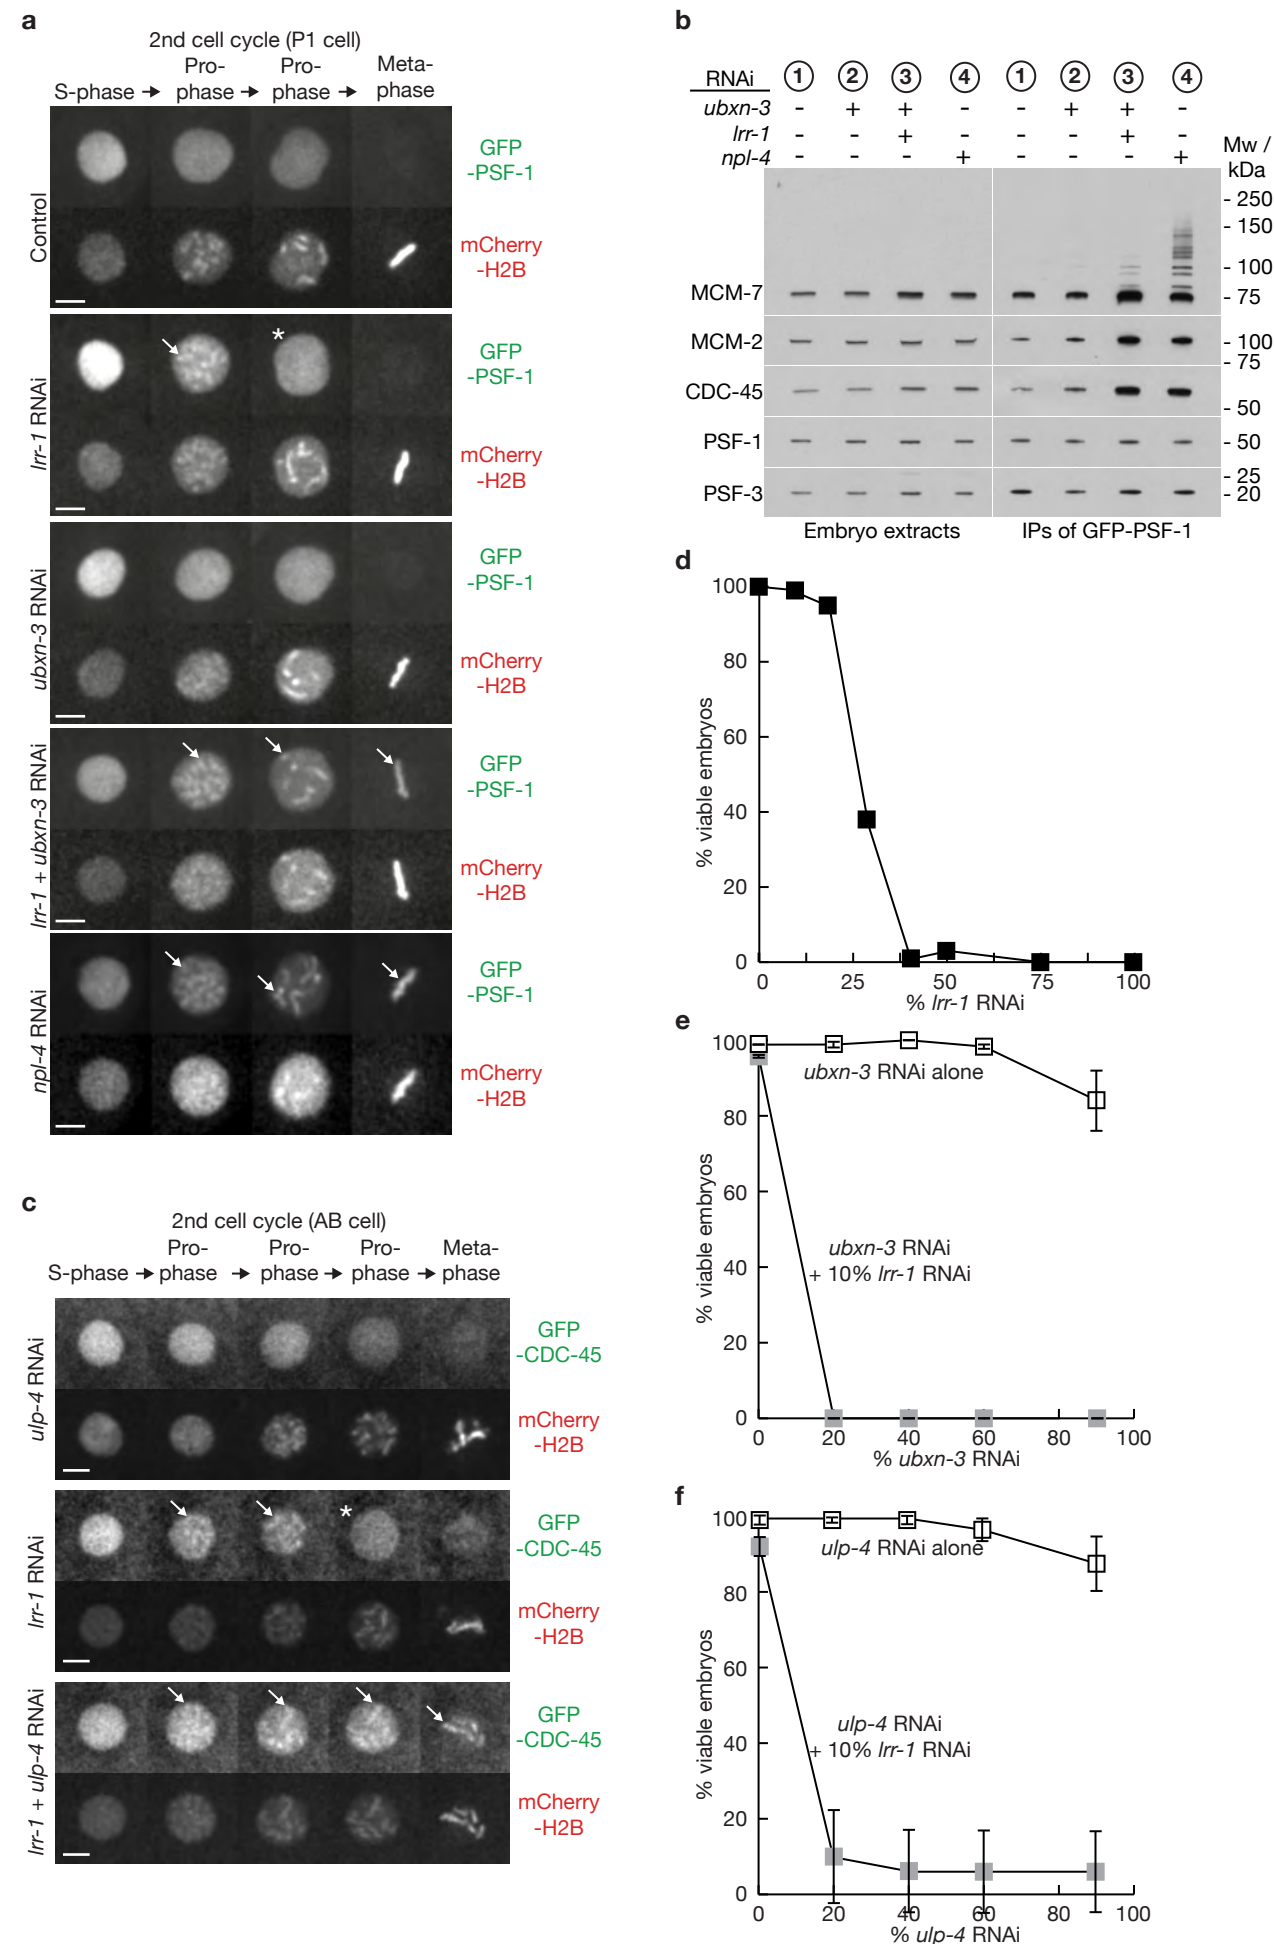 a
2nd cell cycle (P1 cell)
S-phase → Pro-phase → Pro-phase → Meta-phase
Control
GFP
-PSF-1
mCherry
-H2B
lrr-1 RNAi
*
GFP
-PSF-1
mCherry
-H2B
ubxn-3 RNAi
GFP
-PSF-1
mCherry
-H2B
lrr-1 + ubxn-3 RNAi
GFP
-PSF-1
mCherry
-H2B
npl-4 RNAi
GFP
-PSF-1
mCherry
-H2B
b
RNAi 1 2 3 4 1 2 3 4
ubxn-3 - + + - - + + -
lrr-1 - - + - - - + -
npl-4 - - - + - - - +
Mw /
kDa
- 250
- 150
- 100
MCM-7 - 75
MCM-2 - 100
- 75
CDC-45
- 50
PSF-1 - 50
- 25
PSF-3 - 20
Embryo extracts IPs of GFP-PSF-1
c
2nd cell cycle (AB cell)
S-phase → Pro-phase → Pro-phase → Pro-phase → Meta-phase
ulp-4 RNAi
GFP
-CDC-45
mCherry
-H2B
lrr-1 RNAi
*
GFP
-CDC-45
mCherry
-H2B
lrr-1 + ulp-4 RNAi
GFP
-CDC-45
mCherry
-H2B
d
% viable embryos
100
80
60
40
20
0
0 25 50 75 100
% lrr-1 RNAi
e
% viable embryos
100
80
60
40
20
0
ubxn-3 RNAi alone
ubxn-3 RNAi
+ 10% lrr-1 RNAi
0 20 40 60 80 100
% ubxn-3 RNAi
f
% viable embryos
100
80
60
40
20
0
ulp-4 RNAi alone
ulp-4 RNAi
+ 10% lrr-1 RNAi
0 20 40 60 80 100
% ulp-4 RNAi